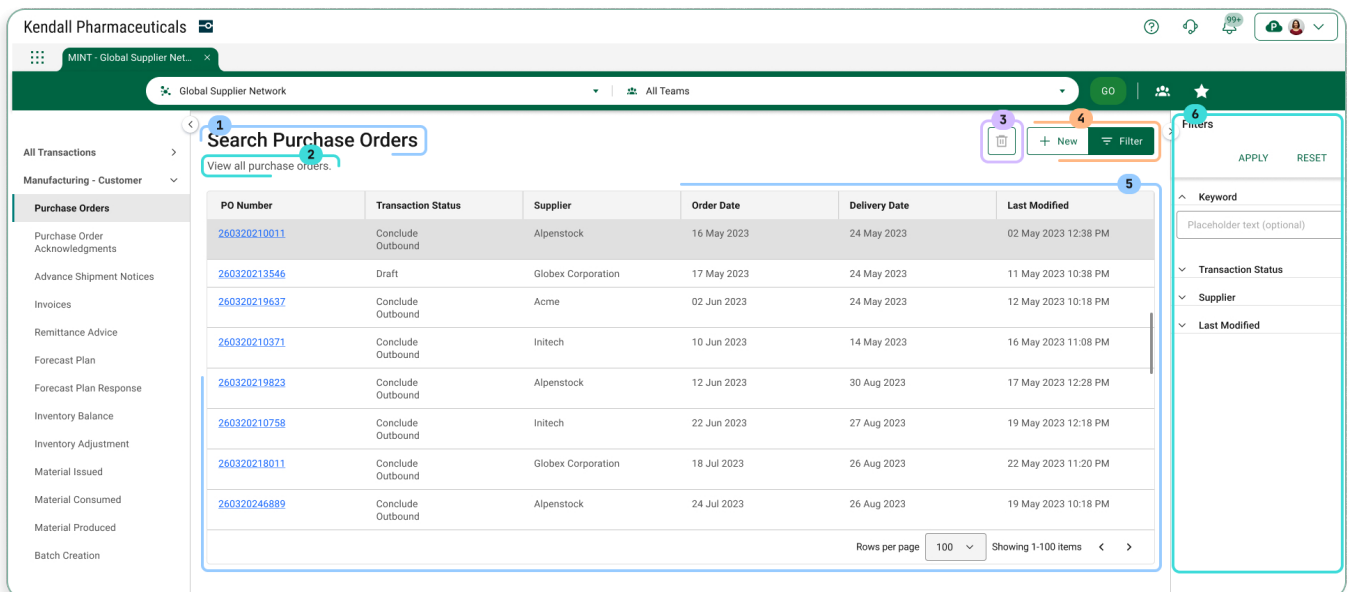 Kendall Pharmaceuticals
99+
MINT - Global Supplier Net... ×
Global Supplier Network
All Teams
GO
All Transactions
Manufacturing - Customer
Purchase Orders
Purchase Order
Acknowledgments
Advance Shipment Notices
Invoices
Remittance Advice
Forecast Plan
Forecast Plan Response
Inventory Balance
Inventory Adjustment
Material Issued
Material Consumed
Material Produced
Batch Creation
1
Search Purchase Orders
2
View all purchase orders.
3
4
+ New
Filter
5
PO Number Transaction Status Supplier Order Date Delivery Date Last Modified
260320210011 Conclude Outbound Alpenstock 16 May 2023 24 May 2023 02 May 2023 12:38 PM
260320213546 Draft Globex Corporation 17 May 2023 24 May 2023 11 May 2023 10:38 PM
260320219637 Conclude Outbound Acme 02 Jun 2023 24 May 2023 12 May 2023 10:18 PM
260320210371 Conclude Outbound Initech 10 Jun 2023 14 May 2023 16 May 2023 11:08 PM
260320219823 Conclude Outbound Alpenstock 12 Jun 2023 30 Aug 2023 17 May 2023 12:28 PM
260320210758 Conclude Outbound Initech 22 Jun 2023 27 Aug 2023 19 May 2023 12:18 PM
260320218011 Conclude Outbound Globex Corporation 18 Jul 2023 26 Aug 2023 22 May 2023 11:20 PM
260320246889 Conclude Outbound Alpenstock 24 Jul 2023 26 Aug 2023 19 May 2023 10:18 PM
Rows per page 100 Showing 1-100 items
6
Filters
APPLY RESET
Keyword
Placeholder text (optional)
Transaction Status
Supplier
Last Modified